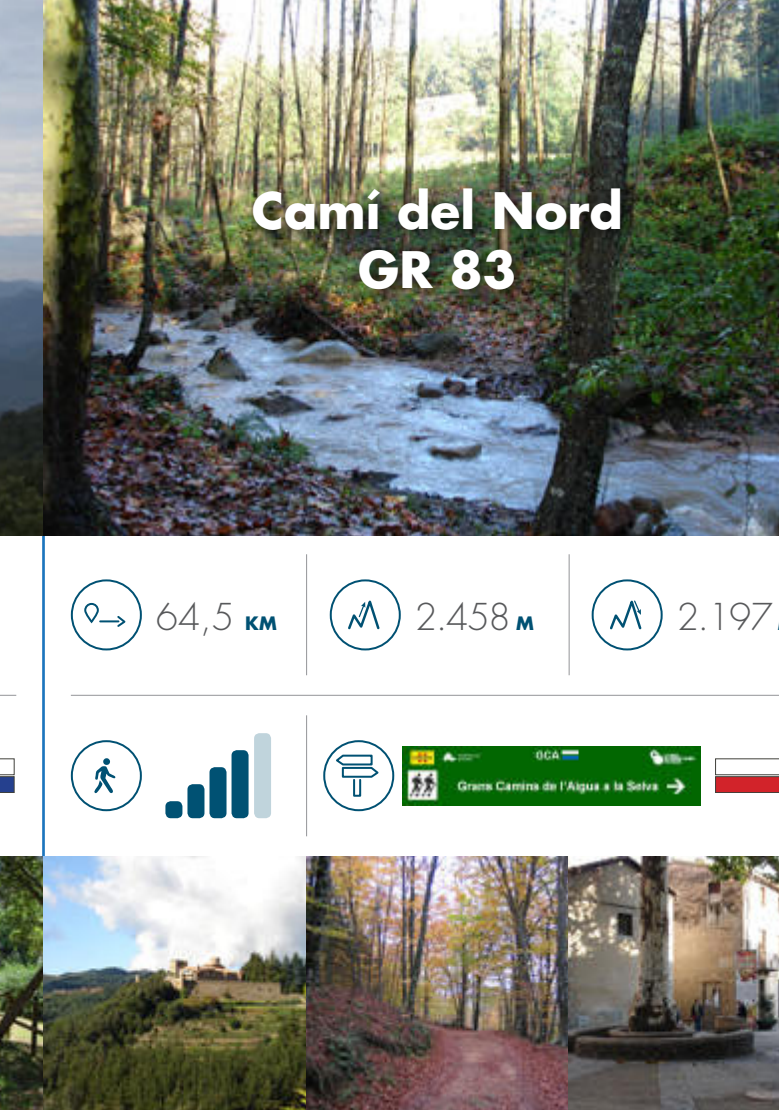 Camí del Nord
GR 83
64,5 KM
2.458 M
2.197
GCA
Grans Camins de l'Aigua a la Selva